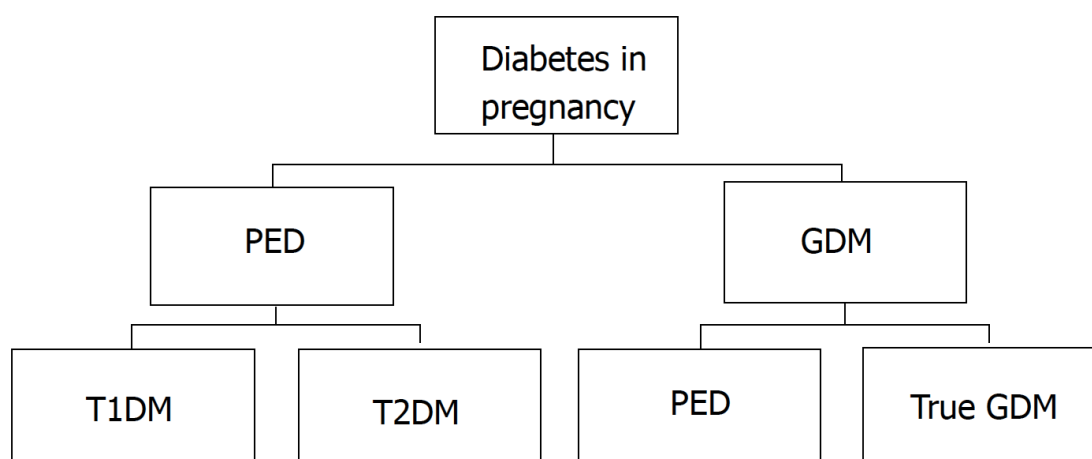 Diabetes in
pregnancy
PED
GDM
T1DM
T2DM
PED
True GDM